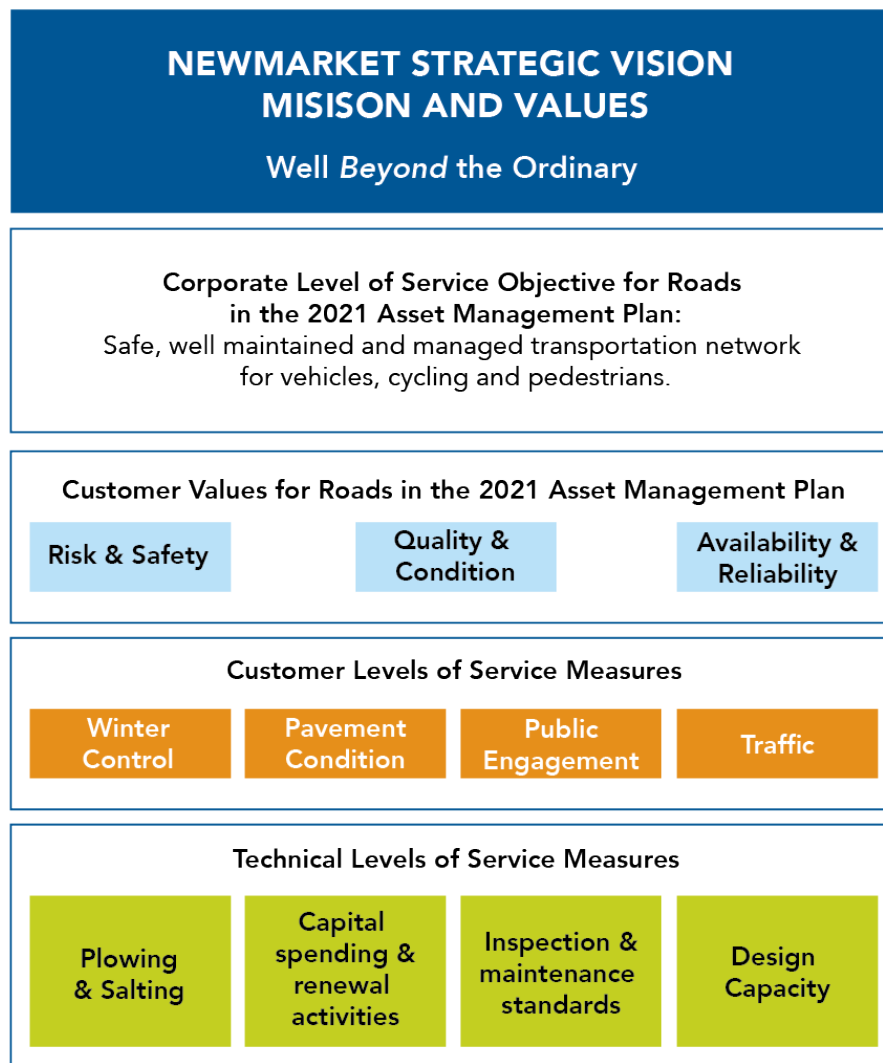 NEWMARKET STRATEGIC VISION
MISISON AND VALUES
Well Beyond the Ordinary
Corporate Level of Service Objective for Roads
in the 2021 Asset Management Plan:
Safe, well maintained and managed transportation network
for vehicles, cycling and pedestrians.
Customer Values for Roads in the 2021 Asset Management Plan
Risk & Safety
Quality &
Condition
Availability &
Reliability
Customer Levels of Service Measures
Winter
Control
Pavement
Condition
Public
Engagement
Traffic
Technical Levels of Service Measures
Plowing
& Salting
Capital
spending &
renewal
activities
Inspection &
maintenance
standards
Design
Capacity